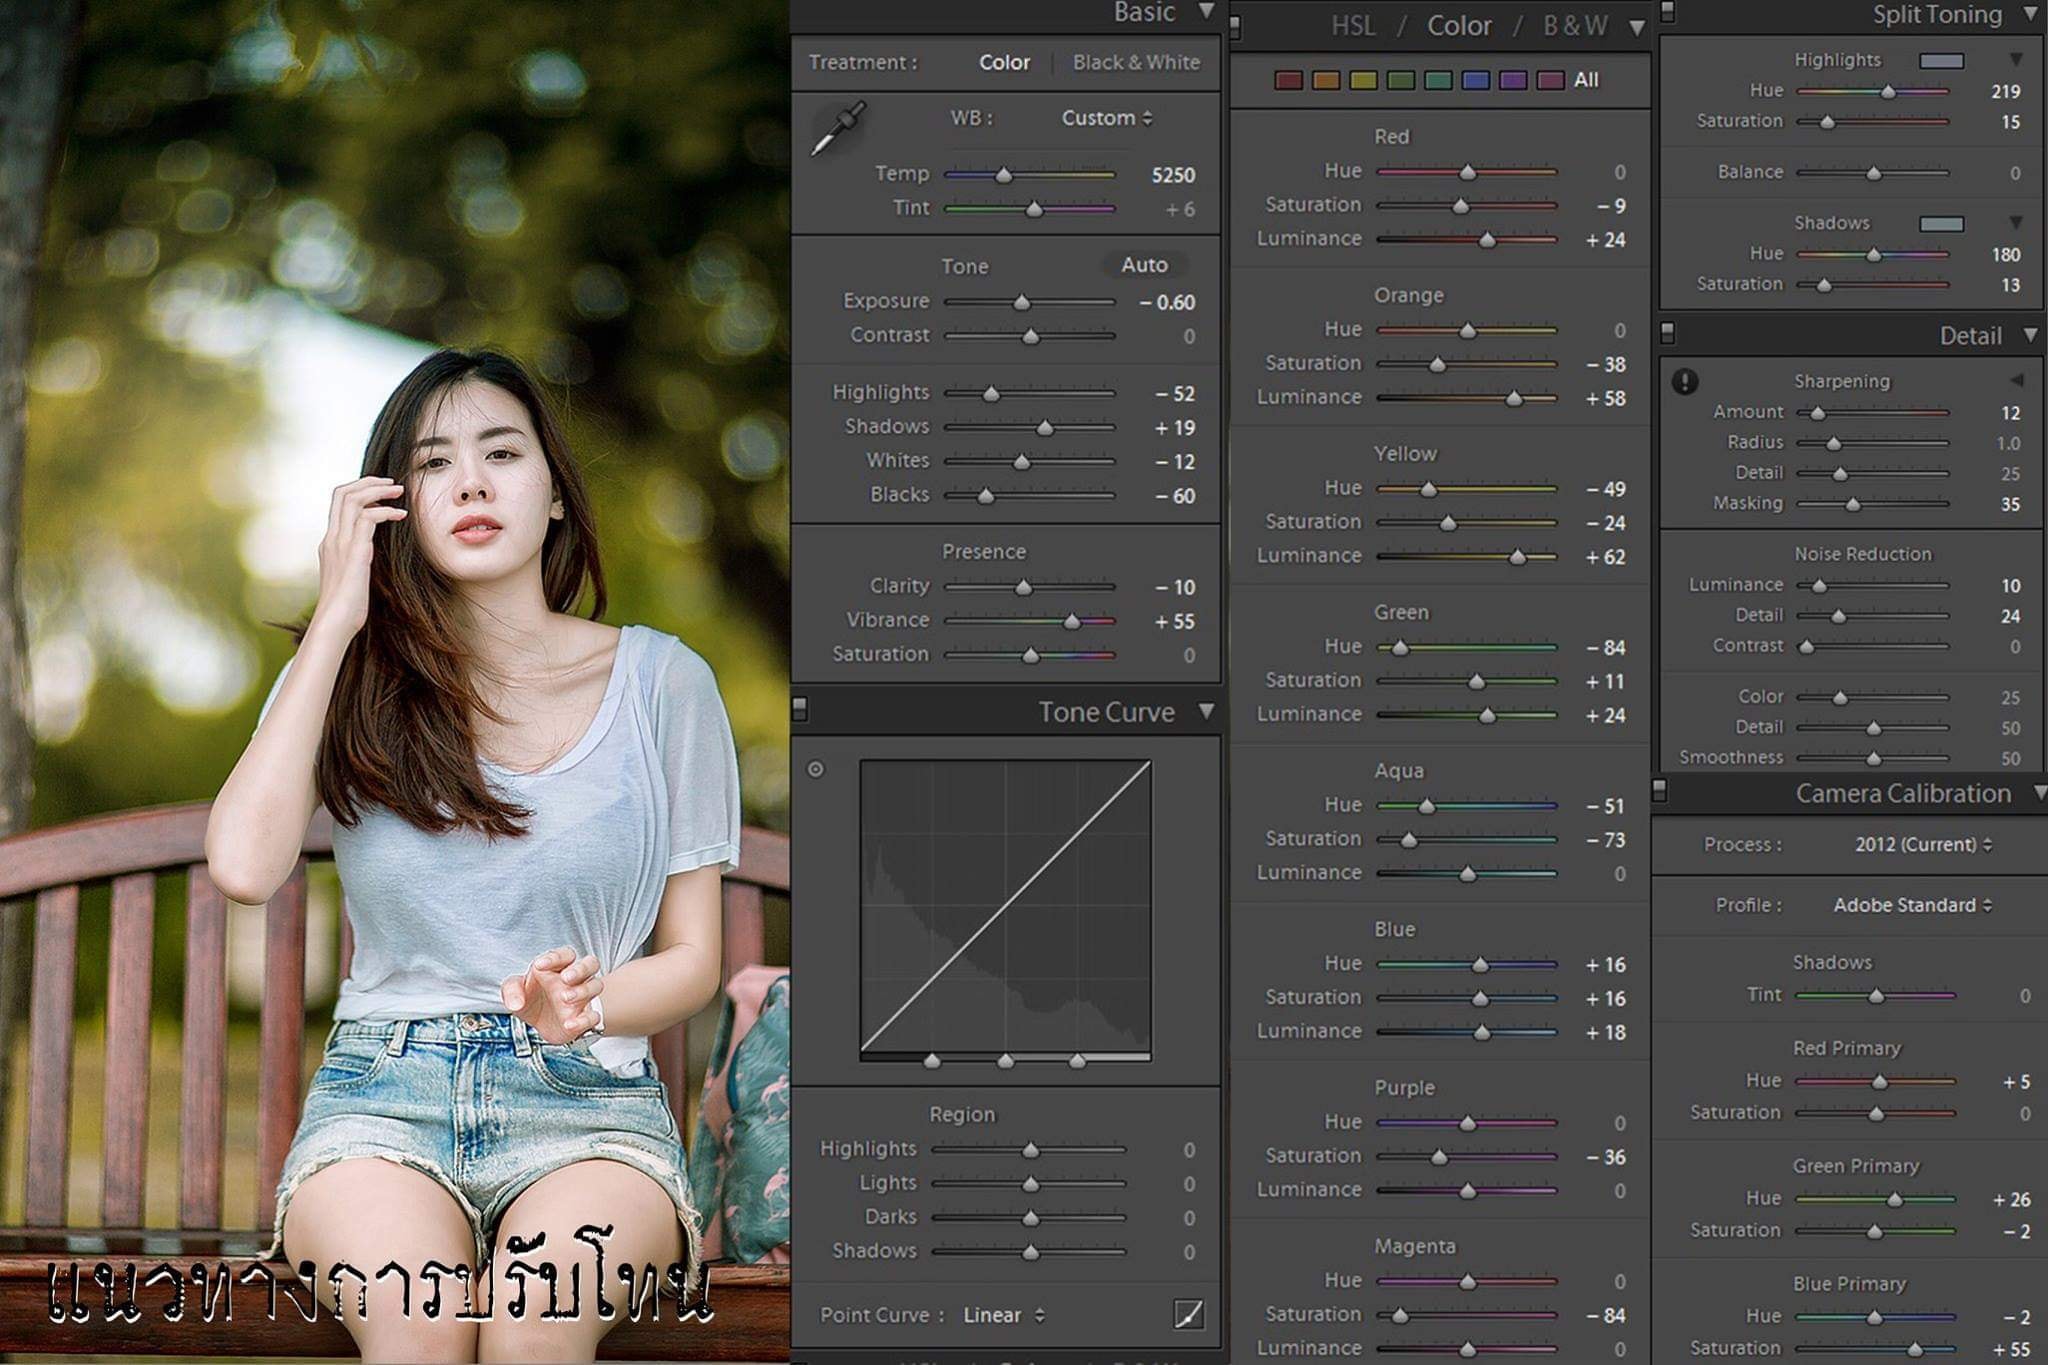 แนวทางการปรับโทน
Basic
Treatment : Color Black & White
WB : Custom
Temp 5250
Tint + 6
Tone Auto
Exposure − 0.60
Contrast 0
Highlights − 52
Shadows + 19
Whites − 12
Blacks − 60
Presence
Clarity − 10
Vibrance + 55
Saturation 0
Tone Curve
Region
Highlights 0
Lights 0
Darks 0
Shadows 0
Point Curve : Linear
HSL / Color / B & W
All
Red
Hue 0
Saturation − 9
Luminance + 24
Orange
Hue 0
Saturation − 38
Luminance + 58
Yellow
Hue − 49
Saturation − 24
Luminance + 62
Green
Hue − 84
Saturation + 11
Luminance + 24
Aqua
Hue − 51
Saturation − 73
Luminance 0
Blue
Hue + 16
Saturation + 16
Luminance + 18
Purple
Hue 0
Saturation − 36
Luminance 0
Magenta
Hue 0
Saturation − 84
Luminance 0
Split Toning
Highlights
Hue 219
Saturation 15
Balance 0
Shadows
Hue 180
Saturation 13
Detail
Sharpening
Amount 12
Radius 1.0
Detail 25
Masking 35
Noise Reduction
Luminance 10
Detail 24
Contrast 0
Color 25
Detail 50
Smoothness 50
Camera Calibration
Process : 2012 (Current)
Profile : Adobe Standard
Shadows
Tint 0
Red Primary
Hue + 5
Saturation 0
Green Primary
Hue + 26
Saturation − 2
Blue Primary
Hue − 2
Saturation + 55